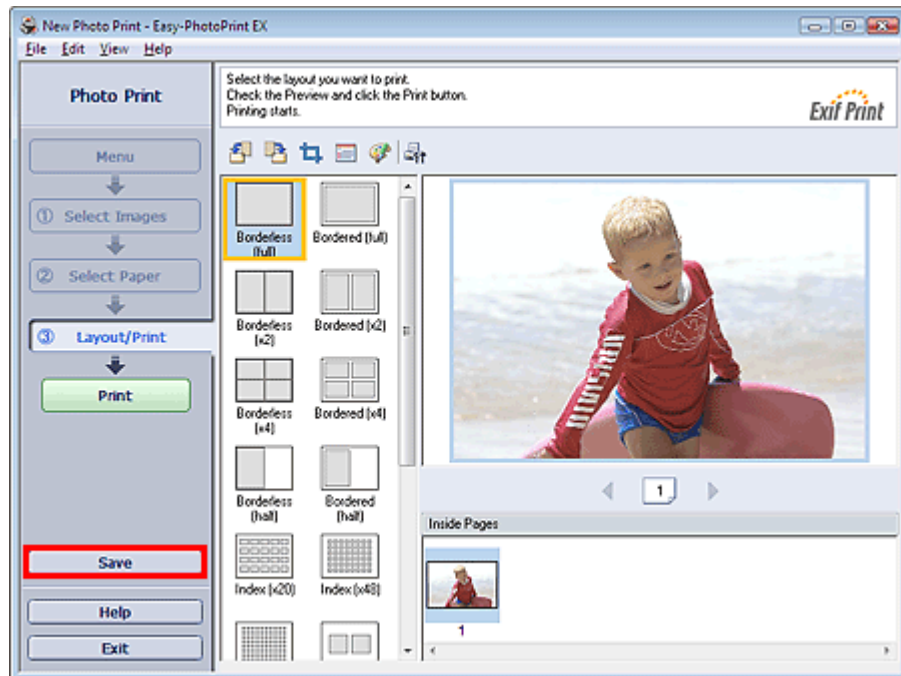 New Photo Print - Easy-PhotoPrint EX
File Edit View Help
Photo Print
Select the layout you want to print.
Check the Preview and click the Print button.
Printing starts.
Exif Print
Menu
① Select Images
② Select Paper
③ Layout/Print
Print
Save
Help
Exit
Borderless
(full)
Bordered (full)
Borderless
(x2)
Bordered (x2)
Borderless
(x4)
Bordered (x4)
Borderless
(half)
Bordered
(half)
Index (x20)
Index (x48)
1
Inside Pages
1